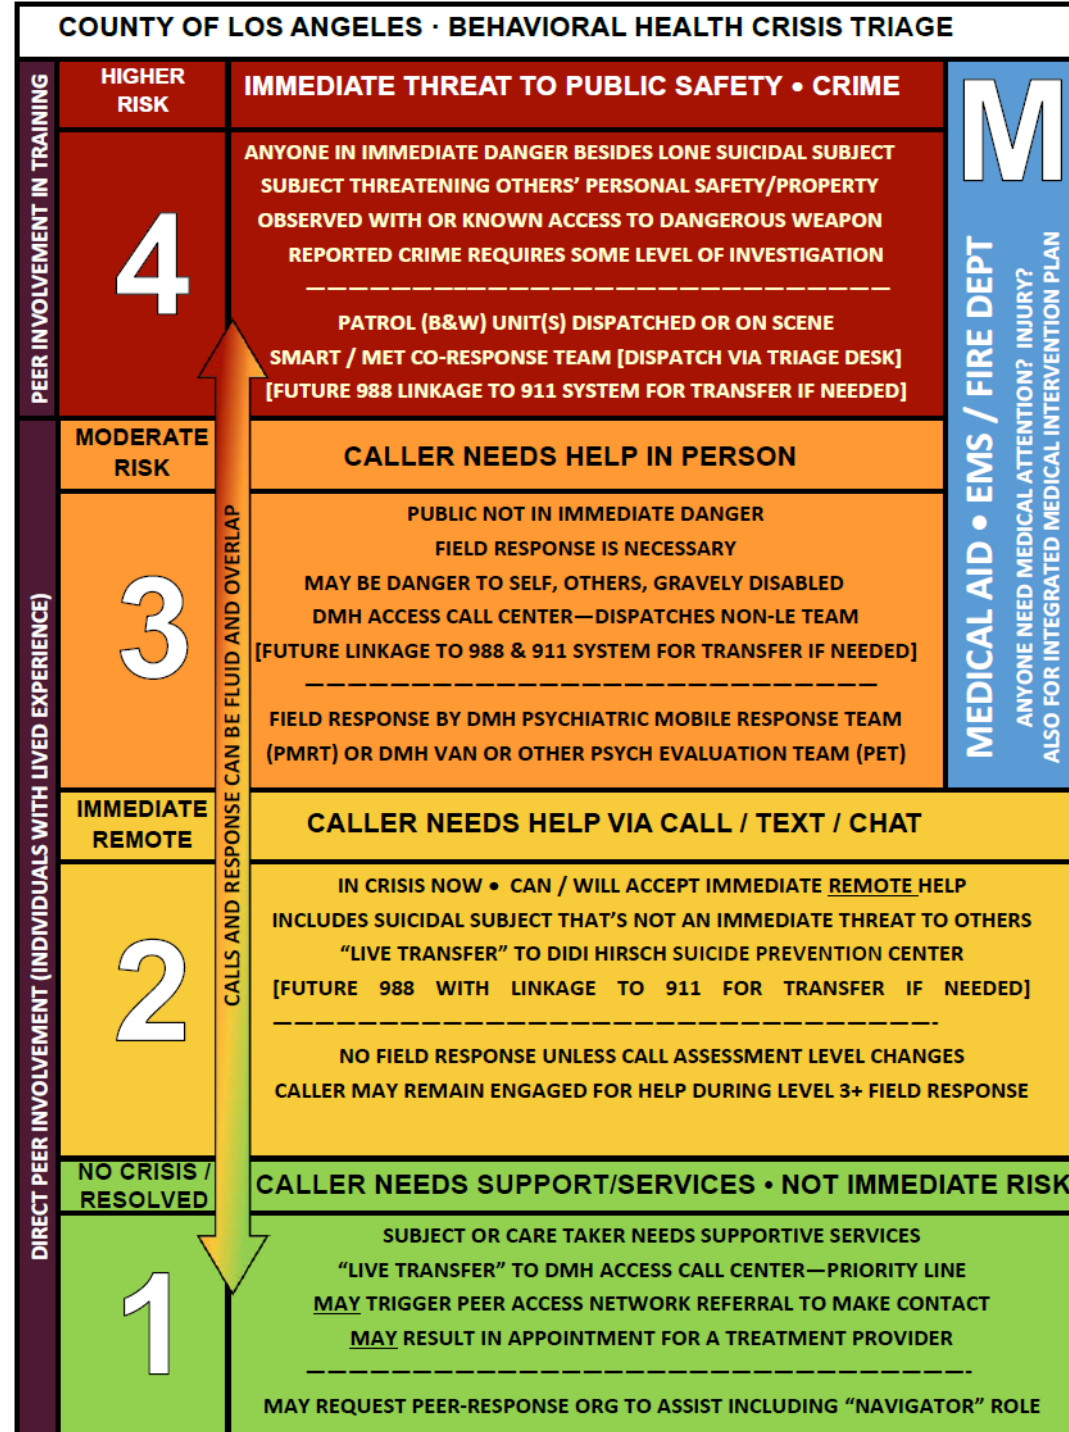 COUNTY OF LOS ANGELES · BEHAVIORAL HEALTH CRISIS TRIAGE
PEER INVOLVEMENT IN TRAINING
HIGHER
RISK
4
IMMEDIATE THREAT TO PUBLIC SAFETY • CRIME
ANYONE IN IMMEDIATE DANGER BESIDES LONE SUICIDAL SUBJECT
SUBJECT THREATENING OTHERS’ PERSONAL SAFETY/PROPERTY
OBSERVED WITH OR KNOWN ACCESS TO DANGEROUS WEAPON
REPORTED CRIME REQUIRES SOME LEVEL OF INVESTIGATION
PATROL (B&W) UNIT(S) DISPATCHED OR ON SCENE
SMART / MET CO-RESPONSE TEAM [DISPATCH VIA TRIAGE DESK]
[FUTURE 988 LINKAGE TO 911 SYSTEM FOR TRANSFER IF NEEDED]
M
MEDICAL AID • EMS / FIRE DEPT
ANYONE NEED MEDICAL ATTENTION? INJURY?
ALSO FOR INTEGRATED MEDICAL INTERVENTION PLAN
DIRECT PEER INVOLVEMENT (INDIVIDUALS WITH LIVED EXPERIENCE)
CALLS AND RESPONSE CAN BE FLUID AND OVERLAP
MODERATE
RISK
3
CALLER NEEDS HELP IN PERSON
PUBLIC NOT IN IMMEDIATE DANGER
FIELD RESPONSE IS NECESSARY
MAY BE DANGER TO SELF, OTHERS, GRAVELY DISABLED
DMH ACCESS CALL CENTER—DISPATCHES NON-LE TEAM
[FUTURE LINKAGE TO 988 & 911 SYSTEM FOR TRANSFER IF NEEDED]
FIELD RESPONSE BY DMH PSYCHIATRIC MOBILE RESPONSE TEAM
(PMRT) OR DMH VAN OR OTHER PSYCH EVALUATION TEAM (PET)
IMMEDIATE
REMOTE
2
CALLER NEEDS HELP VIA CALL / TEXT / CHAT
IN CRISIS NOW • CAN / WILL ACCEPT IMMEDIATE REMOTE HELP
INCLUDES SUICIDAL SUBJECT THAT’S NOT AN IMMEDIATE THREAT TO OTHERS
“LIVE TRANSFER” TO DIDI HIRSCH SUICIDE PREVENTION CENTER
[FUTURE 988 WITH LINKAGE TO 911 FOR TRANSFER IF NEEDED]
NO FIELD RESPONSE UNLESS CALL ASSESSMENT LEVEL CHANGES
CALLER MAY REMAIN ENGAGED FOR HELP DURING LEVEL 3+ FIELD RESPONSE
NO CRISIS /
RESOLVED
1
CALLER NEEDS SUPPORT/SERVICES • NOT IMMEDIATE RISK
SUBJECT OR CARE TAKER NEEDS SUPPORTIVE SERVICES
“LIVE TRANSFER” TO DMH ACCESS CALL CENTER—PRIORITY LINE
MAY TRIGGER PEER ACCESS NETWORK REFERRAL TO MAKE CONTACT
MAY RESULT IN APPOINTMENT FOR A TREATMENT PROVIDER
MAY REQUEST PEER-RESPONSE ORG TO ASSIST INCLUDING “NAVIGATOR” ROLE